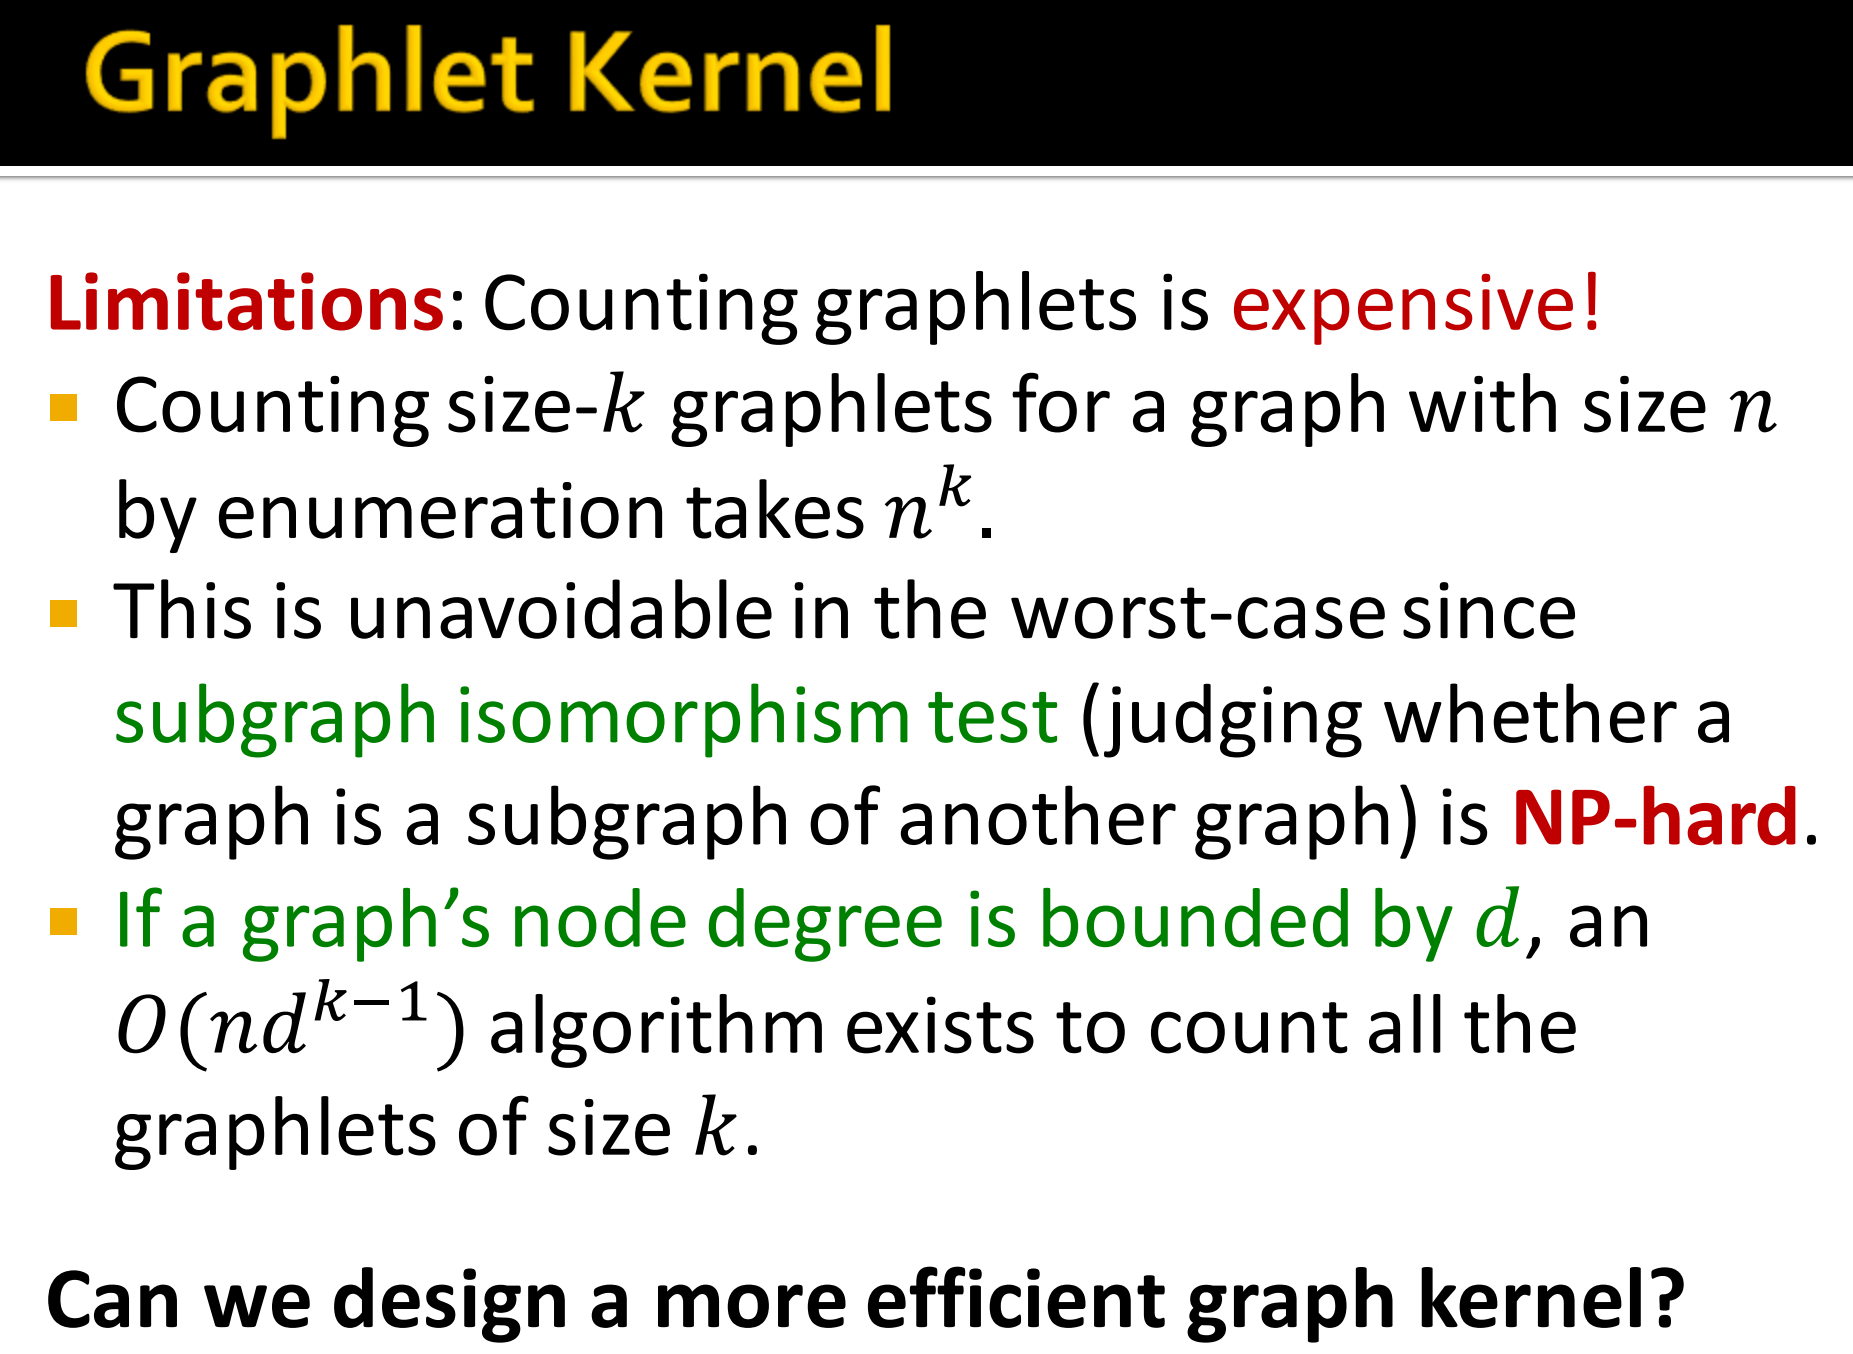 Graphlet Kernel
Limitations: Counting graphlets is expensive!
▪ Counting size-𝑘 graphlets for a graph with size 𝑛
by enumeration takes 𝑛^𝑘.
▪ This is unavoidable in the worst-case since
subgraph isomorphism test (judging whether a
graph is a subgraph of another graph) is NP-hard.
▪ If a graph’s node degree is bounded by 𝑑, an
𝑂(𝑛𝑑^{𝑘−1}) algorithm exists to count all the
graphlets of size 𝑘.
Can we design a more efficient graph kernel?